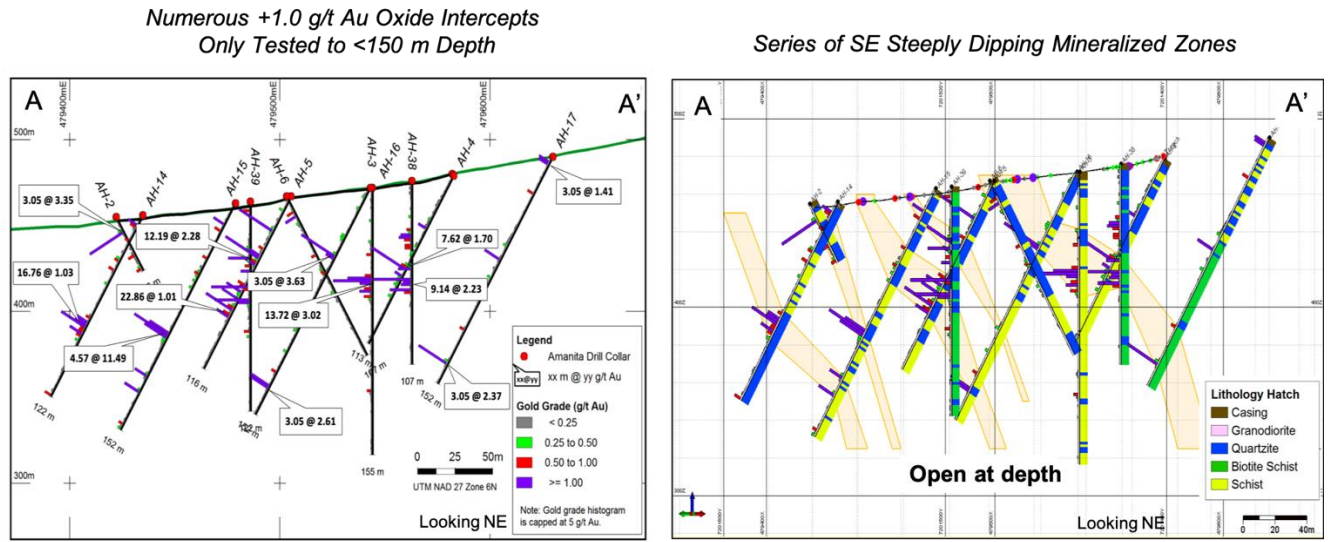 Numerous +1.0 g/t Au Oxide Intercepts
Only Tested to <150 m Depth
Series of SE Steeply Dipping Mineralized Zones
A
A’
479400mE
479500mE
479600mE
500m
400m
300m
AH-2
AH-14
AH-15
AH-39
AH-6
AH-5
AH-3
AH-16
AH-38
AH-4
AH-17
3.05 @ 3.35
12.19 @ 2.28
16.76 @ 1.03
22.86 @ 1.01
4.57 @ 11.49
3.05 @ 3.63
13.72 @ 3.02
3.05 @ 2.61
7.62 @ 1.70
9.14 @ 2.23
3.05 @ 1.41
3.05 @ 2.37
122 m
152 m
116 m
113 m
155 m
107 m
152 m
Legend
Amanita Drill Collar
xx@yy
xx m @ yy g/t Au
Gold Grade (g/t Au)
< 0.25
0.25 to 0.50
0.50 to 1.00
>= 1.00
0 25 50m
UTM NAD 27 Zone 6N
Note: Gold grade histogram
is capped at 5 g/t Au.
Looking NE
A
A’
AH-2
AH-14
Open at depth
Lithology Hatch
Casing
Granodiorite
Quartzite
Biotite Schist
Schist
Looking NE
0 20 40m